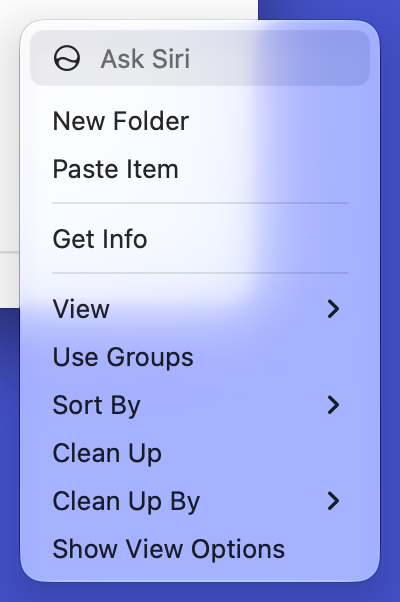 Ask Siri
New Folder
Paste Item
Get Info
View
Use Groups
Sort By
Clean Up
Clean Up By
Show View Options